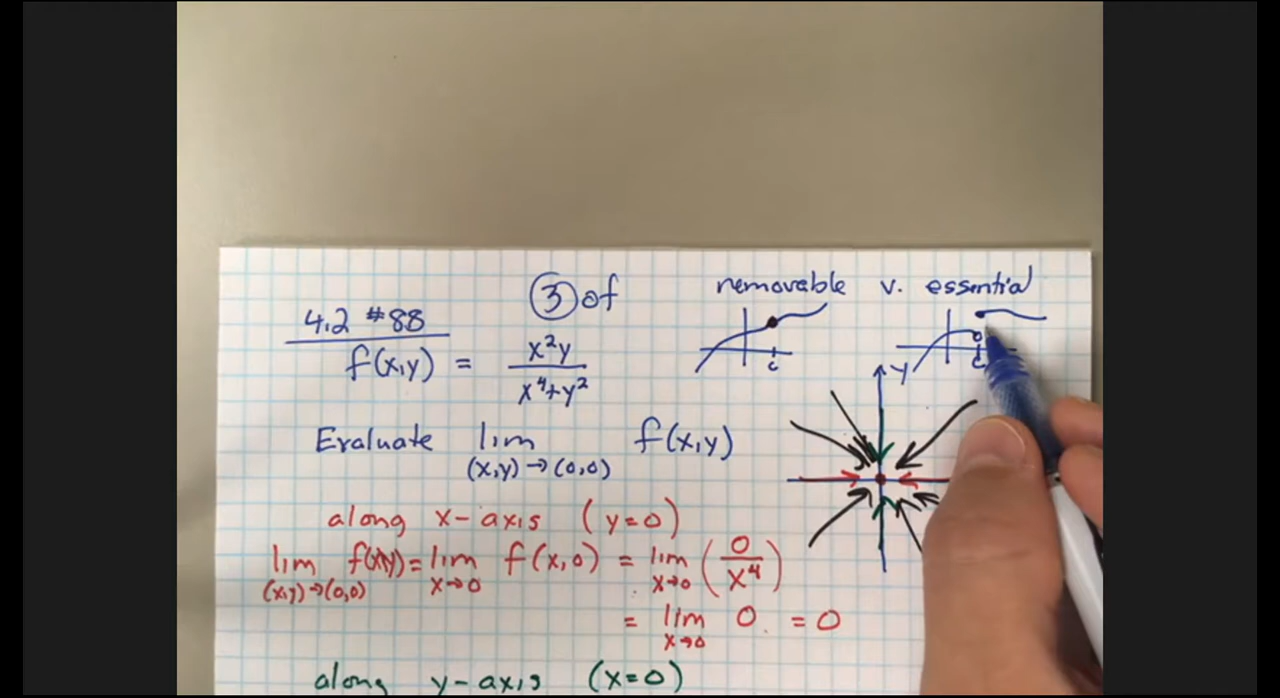 ③ of
removable v. essential
4.2 #88
f(x,y) = x²y / x⁴+y²
c
c
y
Evaluate lim (x,y)→(0,0) f(x,y)
along x-axis (y=0)
lim (x,y)→(0,0) f(x,y) = lim x→0 f(x,0) = lim x→0 (0/x⁴)
= lim x→0 0 = 0
along y-axis (x=0)